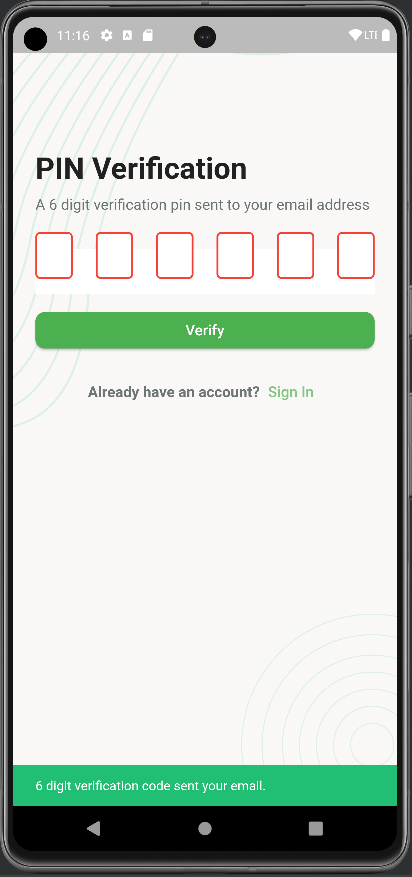 11:16 LTE
PIN Verification
A 6 digit verification pin sent to your email address
Verify
Already have an account? Sign In
6 digit verification code sent your email.